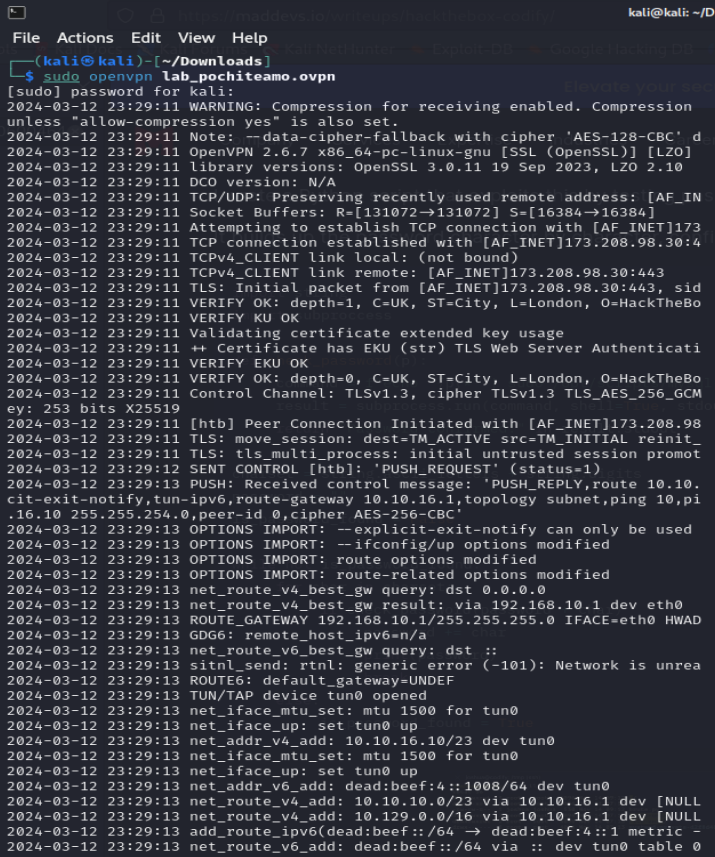 kali@kali: ~/D
File Actions Edit View Help
┌──(kali㉿kali)-[~/Downloads]
└─$ sudo openvpn lab_pochiteamo.ovpn
[sudo] password for kali:
2024-03-12 23:29:11 WARNING: Compression for receiving enabled. Compression
unless "allow-compression yes" is also set.
2024-03-12 23:29:11 Note: --data-cipher-fallback with cipher 'AES-128-CBC' d
2024-03-12 23:29:11 OpenVPN 2.6.7 x86_64-pc-linux-gnu [SSL (OpenSSL)] [LZO]
2024-03-12 23:29:11 library versions: OpenSSL 3.0.11 19 Sep 2023, LZO 2.10
2024-03-12 23:29:11 DCO version: N/A
2024-03-12 23:29:11 TCP/UDP: Preserving recently used remote address: [AF_IN
2024-03-12 23:29:11 Socket Buffers: R=[131072→131072] S=[16384→16384]
2024-03-12 23:29:11 Attempting to establish TCP connection with [AF_INET]173
2024-03-12 23:29:11 TCP connection established with [AF_INET]173.208.98.30:4
2024-03-12 23:29:11 TCPv4_CLIENT link local: (not bound)
2024-03-12 23:29:11 TCPv4_CLIENT link remote: [AF_INET]173.208.98.30:443
2024-03-12 23:29:11 TLS: Initial packet from [AF_INET]173.208.98.30:443, sid
2024-03-12 23:29:11 VERIFY OK: depth=1, C=UK, ST=City, L=London, O=HackTheBo
2024-03-12 23:29:11 VERIFY KU OK
2024-03-12 23:29:11 Validating certificate extended key usage
2024-03-12 23:29:11 ++ Certificate has EKU (str) TLS Web Server Authenticati
2024-03-12 23:29:11 VERIFY EKU OK
2024-03-12 23:29:11 VERIFY OK: depth=0, C=UK, ST=City, L=London, O=HackTheBo
2024-03-12 23:29:11 Control Channel: TLSv1.3, cipher TLSv1.3 TLS_AES_256_GCM
ey: 253 bits X25519
2024-03-12 23:29:11 [htb] Peer Connection Initiated with [AF_INET]173.208.98
2024-03-12 23:29:11 TLS: move_session: dest=TM_ACTIVE src=TM_INITIAL reinit_
2024-03-12 23:29:11 TLS: tls_multi_process: initial untrusted session promot
2024-03-12 23:29:12 SENT CONTROL [htb]: 'PUSH_REQUEST' (status=1)
2024-03-12 23:29:13 PUSH: Received control message: 'PUSH_REPLY,route 10.10.
cit-exit-notify,tun-ipv6,route-gateway 10.10.16.1,topology subnet,ping 10,pi
.16.10 255.255.254.0,peer-id 0,cipher AES-256-CBC'
2024-03-12 23:29:13 OPTIONS IMPORT: --explicit-exit-notify can only be used
2024-03-12 23:29:13 OPTIONS IMPORT: --ifconfig/up options modified
2024-03-12 23:29:13 OPTIONS IMPORT: route options modified
2024-03-12 23:29:13 OPTIONS IMPORT: route-related options modified
2024-03-12 23:29:13 net_route_v4_best_gw query: dst 0.0.0.0
2024-03-12 23:29:13 net_route_v4_best_gw result: via 192.168.10.1 dev eth0
2024-03-12 23:29:13 ROUTE_GATEWAY 192.168.10.1/255.255.255.0 IFACE=eth0 HWAD
2024-03-12 23:29:13 GDG6: remote_host_ipv6=n/a
2024-03-12 23:29:13 net_route_v6_best_gw query: dst ::
2024-03-12 23:29:13 sitnl_send: rtnl: generic error (-101): Network is unrea
2024-03-12 23:29:13 ROUTE6: default_gateway=UNDEF
2024-03-12 23:29:13 TUN/TAP device tun0 opened
2024-03-12 23:29:13 net_iface_mtu_set: mtu 1500 for tun0
2024-03-12 23:29:13 net_iface_up: set tun0 up
2024-03-12 23:29:13 net_addr_v4_add: 10.10.16.10/23 dev tun0
2024-03-12 23:29:13 net_iface_mtu_set: mtu 1500 for tun0
2024-03-12 23:29:13 net_iface_up: set tun0 up
2024-03-12 23:29:13 net_addr_v6_add: dead:beef:4::1008/64 dev tun0
2024-03-12 23:29:13 net_route_v4_add: 10.10.10.0/23 via 10.10.16.1 dev [NULL
2024-03-12 23:29:13 net_route_v4_add: 10.129.0.0/16 via 10.10.16.1 dev [NULL
2024-03-12 23:29:13 add_route_ipv6(dead:beef::/64 → dead:beef:4::1 metric -
2024-03-12 23:29:13 net_route_v6_add: dead:beef::/64 via :: dev tun0 table 0